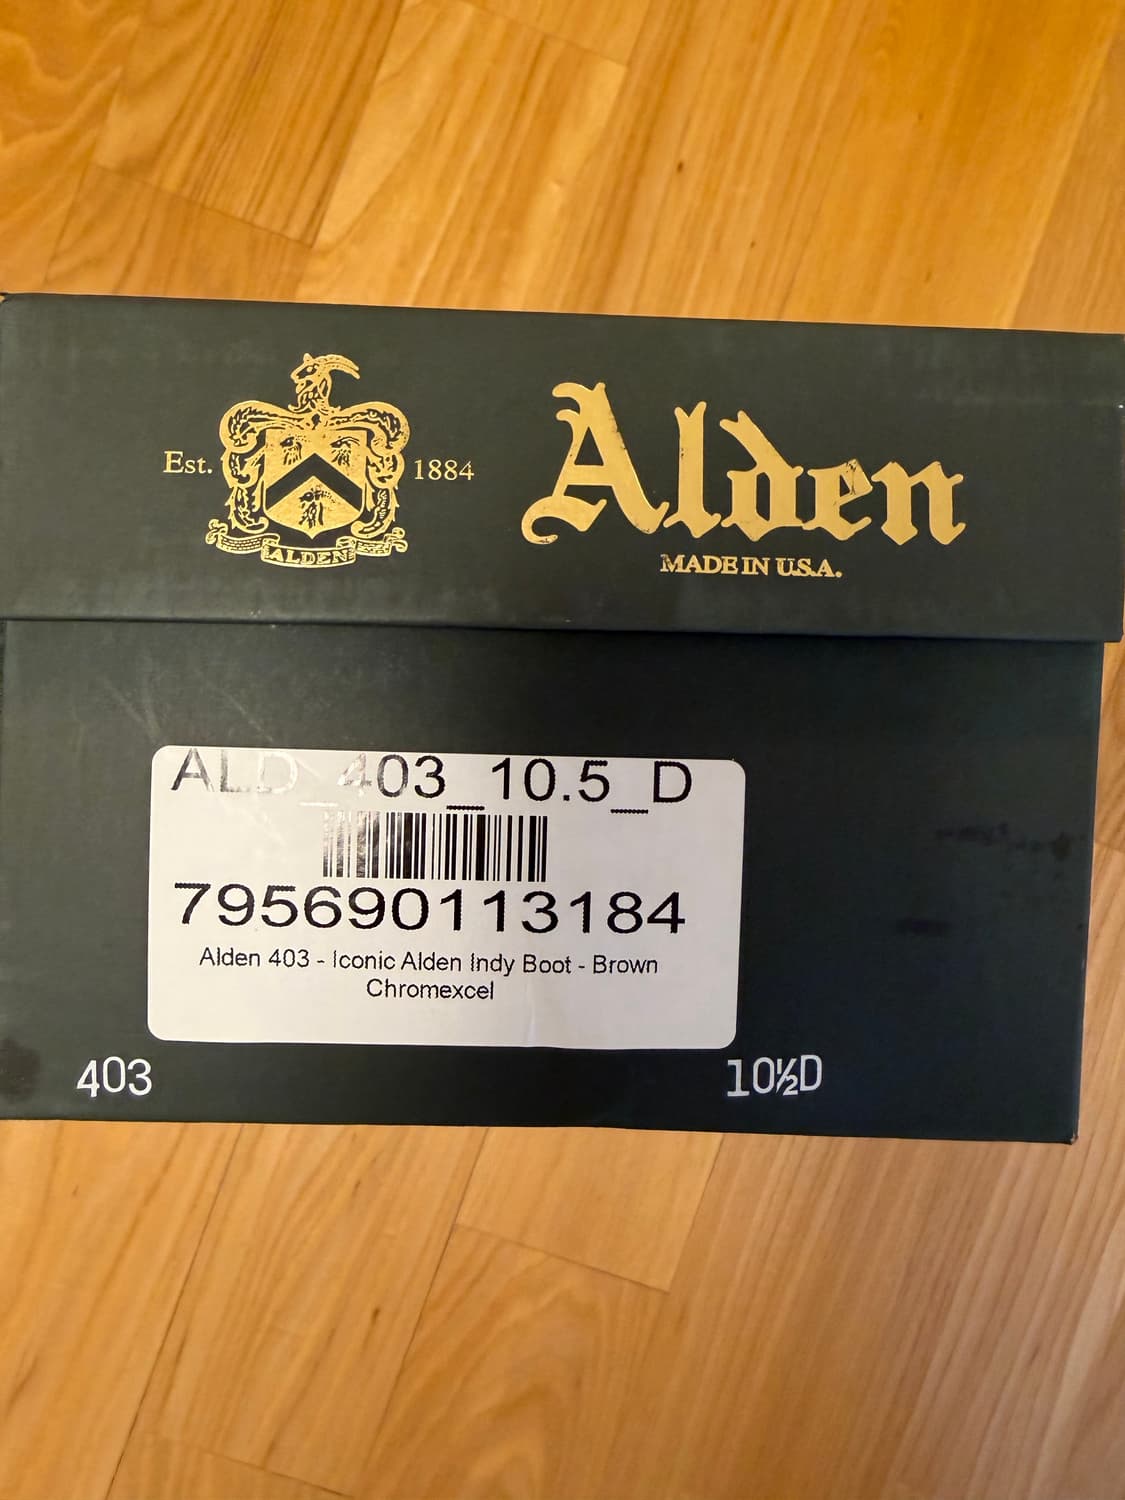 Est.
1884
ALDEN
Alden
MADE IN U.S.A.
ALD_403_10.5_D
795690113184
Alden 403 - Iconic Alden Indy Boot - Brown
Chromexcel
403
10½D